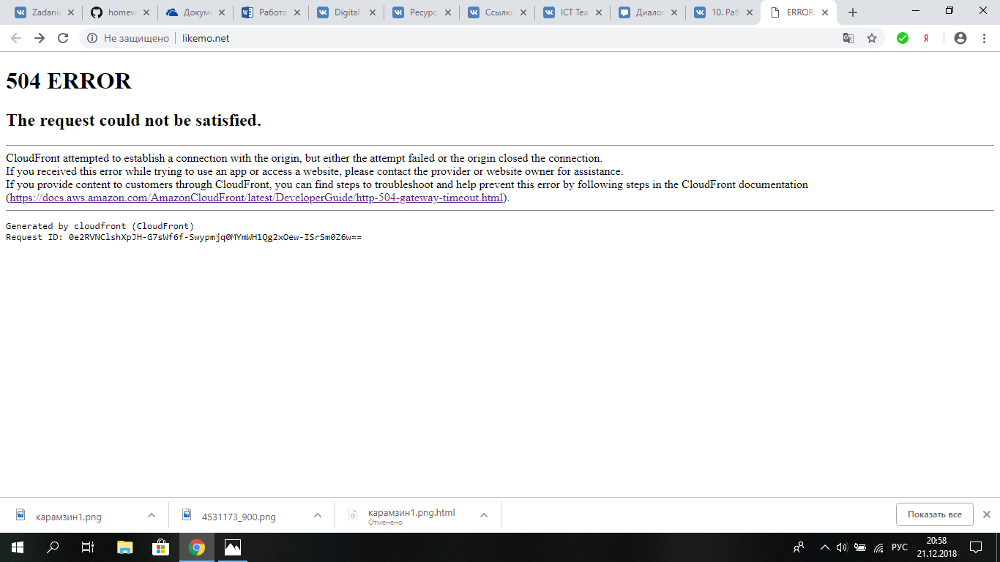 Zadania
homew
Докуме
Работа
Digital
Ресурс
Ссылки
ICT Tea
Диалог
10. Раб
ERROR:
Не защищено
likemo.net
504 ERROR
The request could not be satisfied.
CloudFront attempted to establish a connection with the origin, but either the attempt failed or the origin closed the connection.
If you received this error while trying to use an app or access a website, please contact the provider or website owner for assistance.
If you provide content to customers through CloudFront, you can find steps to troubleshoot and help prevent this error by following steps in the CloudFront documentation
(https://docs.aws.amazon.com/AmazonCloudFront/latest/DeveloperGuide/http-504-gateway-timeout.html).
Generated by cloudfront (CloudFront)
Request ID: 0e2RVNClshXpJH-G7sWf6f-Swypmjq0MYmWH1Qg2xOew-ISrSm0Z6w==
карамзин1.png
4531173_900.png
карамзин1.png.html
Отменено
Показать все
РУС
20:58
21.12.2018